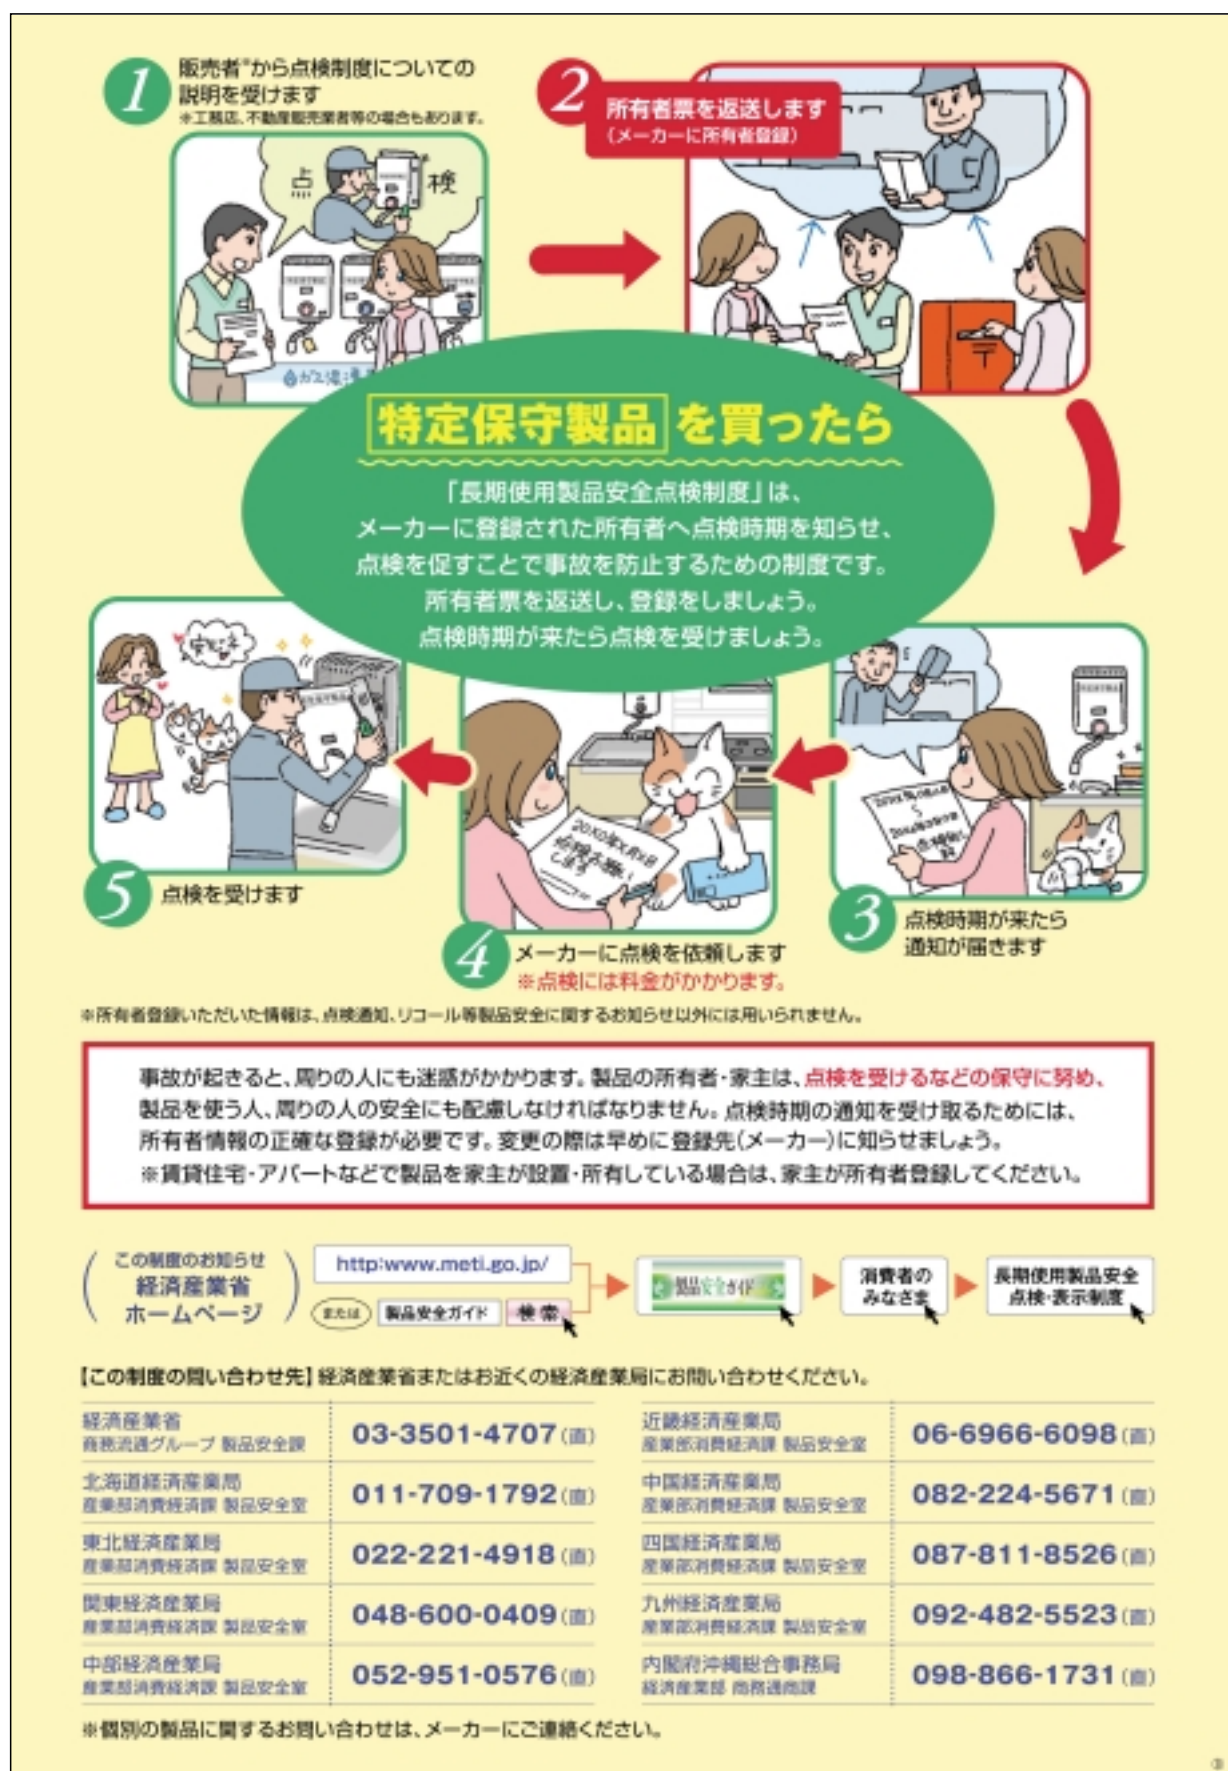 1
販売者*から点検制度についての
説明を受けます
※工務店、不動産販売業者等の場合もあります。
点
検
2
所有者票を返送します
(メーカーに所有者登録)
〒
特定保守製品 を買ったら
「長期使用製品安全点検制度」は、
メーカーに登録された所有者へ点検時期を知らせ、
点検を促すことで事故を防止するための制度です。
所有者票を返送し、登録をしましょう。
点検時期が来たら点検を受けましょう。
3
点検時期が来たら
通知が届きます
20X0年X月X日
点検お願い
します
4
メーカーに点検を依頼します
※点検には料金がかかります。
5
点検を受けます
※所有者登録いただいた情報は、点検通知、リコール等製品安全に関するお知らせ以外には用いられません。
事故が起きると、周りの人にも迷惑がかかります。製品の所有者・家主は、点検を受けるなどの保守に努め、
製品を使う人、周りの人の安全にも配慮しなければなりません。点検時期の通知を受け取るためには、
所有者情報の正確な登録が必要です。変更の際は早めに登録先(メーカー)に知らせましょう。
※賃貸住宅・アパートなどで製品を家主が設置・所有している場合は、家主が所有者登録してください。
この制度のお知らせ
経済産業省
ホームページ
http:www.meti.go.jp/
または 製品安全ガイド 検索
製品安全ガイド
消費者の
みなさま
長期使用製品安全
点検・表示制度
【この制度の問い合わせ先】経済産業省またはお近くの経済産業局にお問い合わせください。
経済産業省
商務流通グループ 製品安全課
03-3501-4707(直)
北海道経済産業局
産業部消費経済課 製品安全室
011-709-1792(直)
東北経済産業局
産業部消費経済課 製品安全室
022-221-4918(直)
関東経済産業局
産業部消費経済課 製品安全室
048-600-0409(直)
中部経済産業局
産業部消費経済課 製品安全室
052-951-0576(直)
近畿経済産業局
産業部消費経済課 製品安全室
06-6966-6098(直)
中国経済産業局
産業部消費経済課 製品安全室
082-224-5671(直)
四国経済産業局
産業部消費経済課 製品安全室
087-811-8526(直)
九州経済産業局
産業部消費経済課 製品安全室
092-482-5523(直)
内閣府沖縄総合事務局
経済産業部 商務通商課
098-866-1731(直)
※個別の製品に関するお問い合わせは、メーカーにご連絡ください。